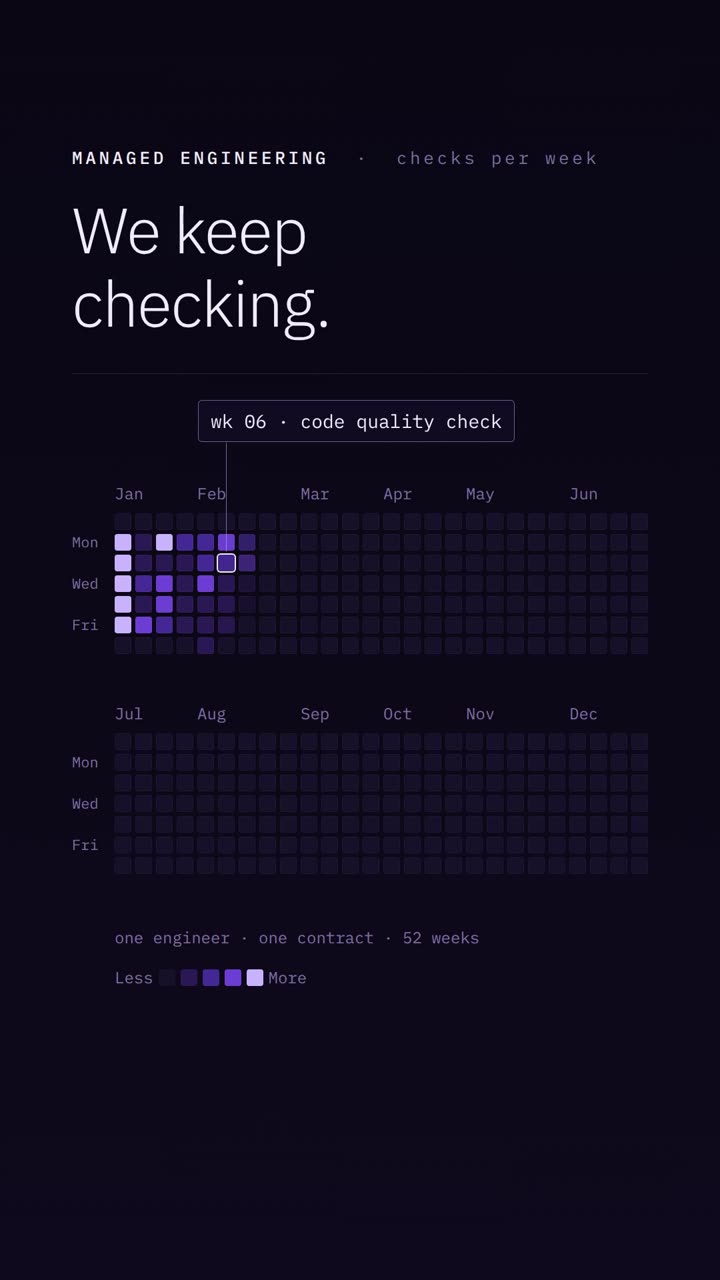 MANAGED ENGINEERING · checks per week
We keep
checking.
wk 06 · code quality check
Jan Feb Mar Apr May Jun
Mon
Wed
Fri
Jul Aug Sep Oct Nov Dec
Mon
Wed
Fri
one engineer · one contract · 52 weeks
Less More